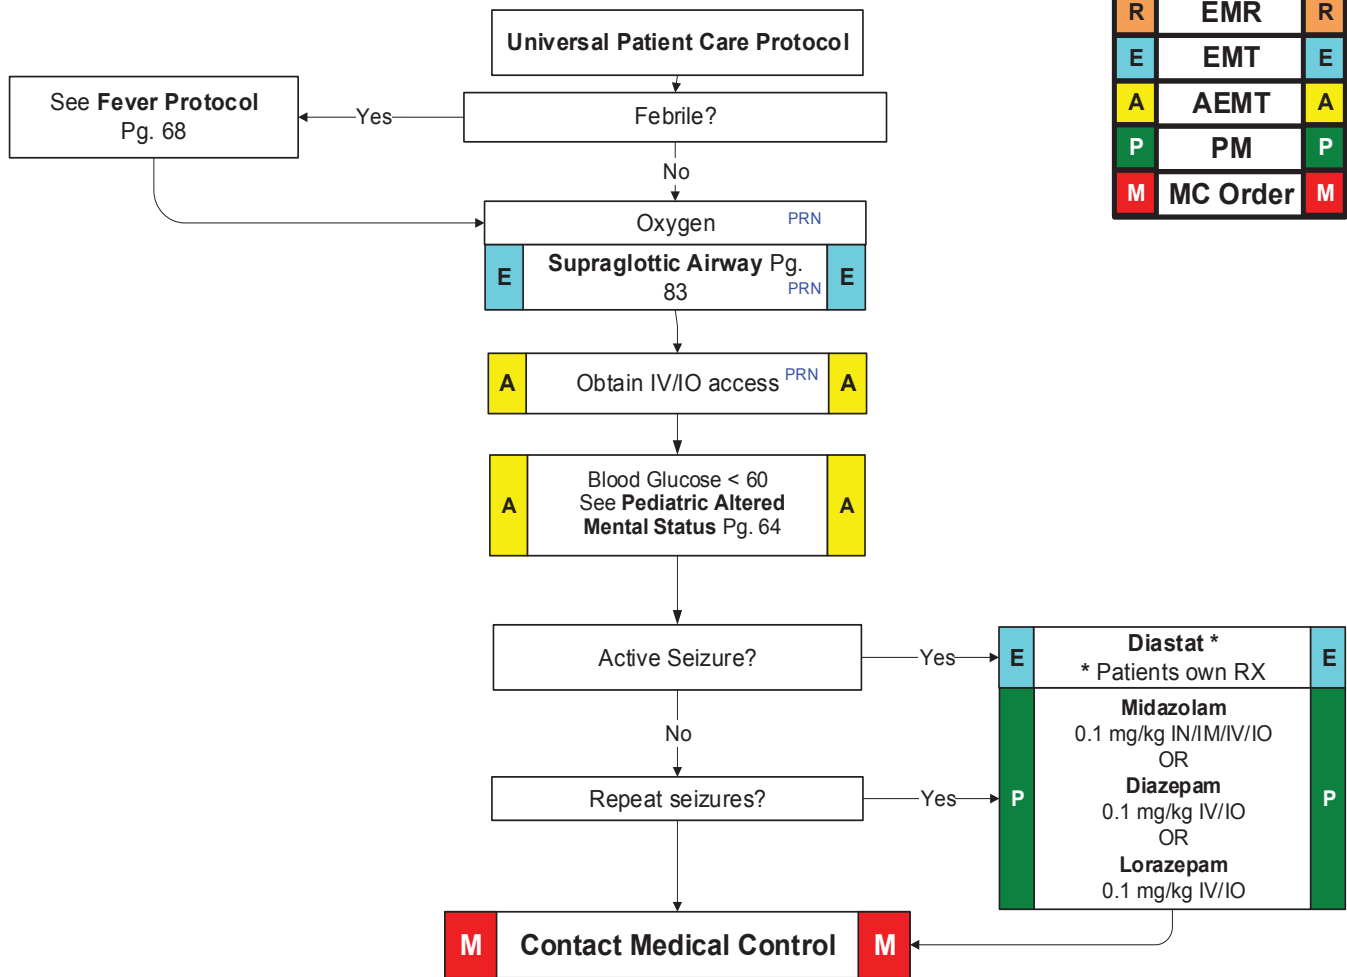 R EMR R
E EMT E
A AEMT A
P PM P
M MC Order M
Universal Patient Care Protocol
Febrile?
Yes
See Fever Protocol
Pg. 68
No
Oxygen PRN
E Supraglottic Airway Pg. E
83 PRN
A Obtain IV/IO access PRN A
Blood Glucose < 60
A See Pediatric Altered A
Mental Status Pg. 64
Active Seizure?
Yes
E Diastat * E
* Patients own RX
No
Repeat seizures?
Yes
Midazolam
0.1 mg/kg IN/IM/IV/IO
OR
Diazepam
P 0.1 mg/kg IV/IO P
OR
Lorazepam
0.1 mg/kg IV/IO
M Contact Medical Control M